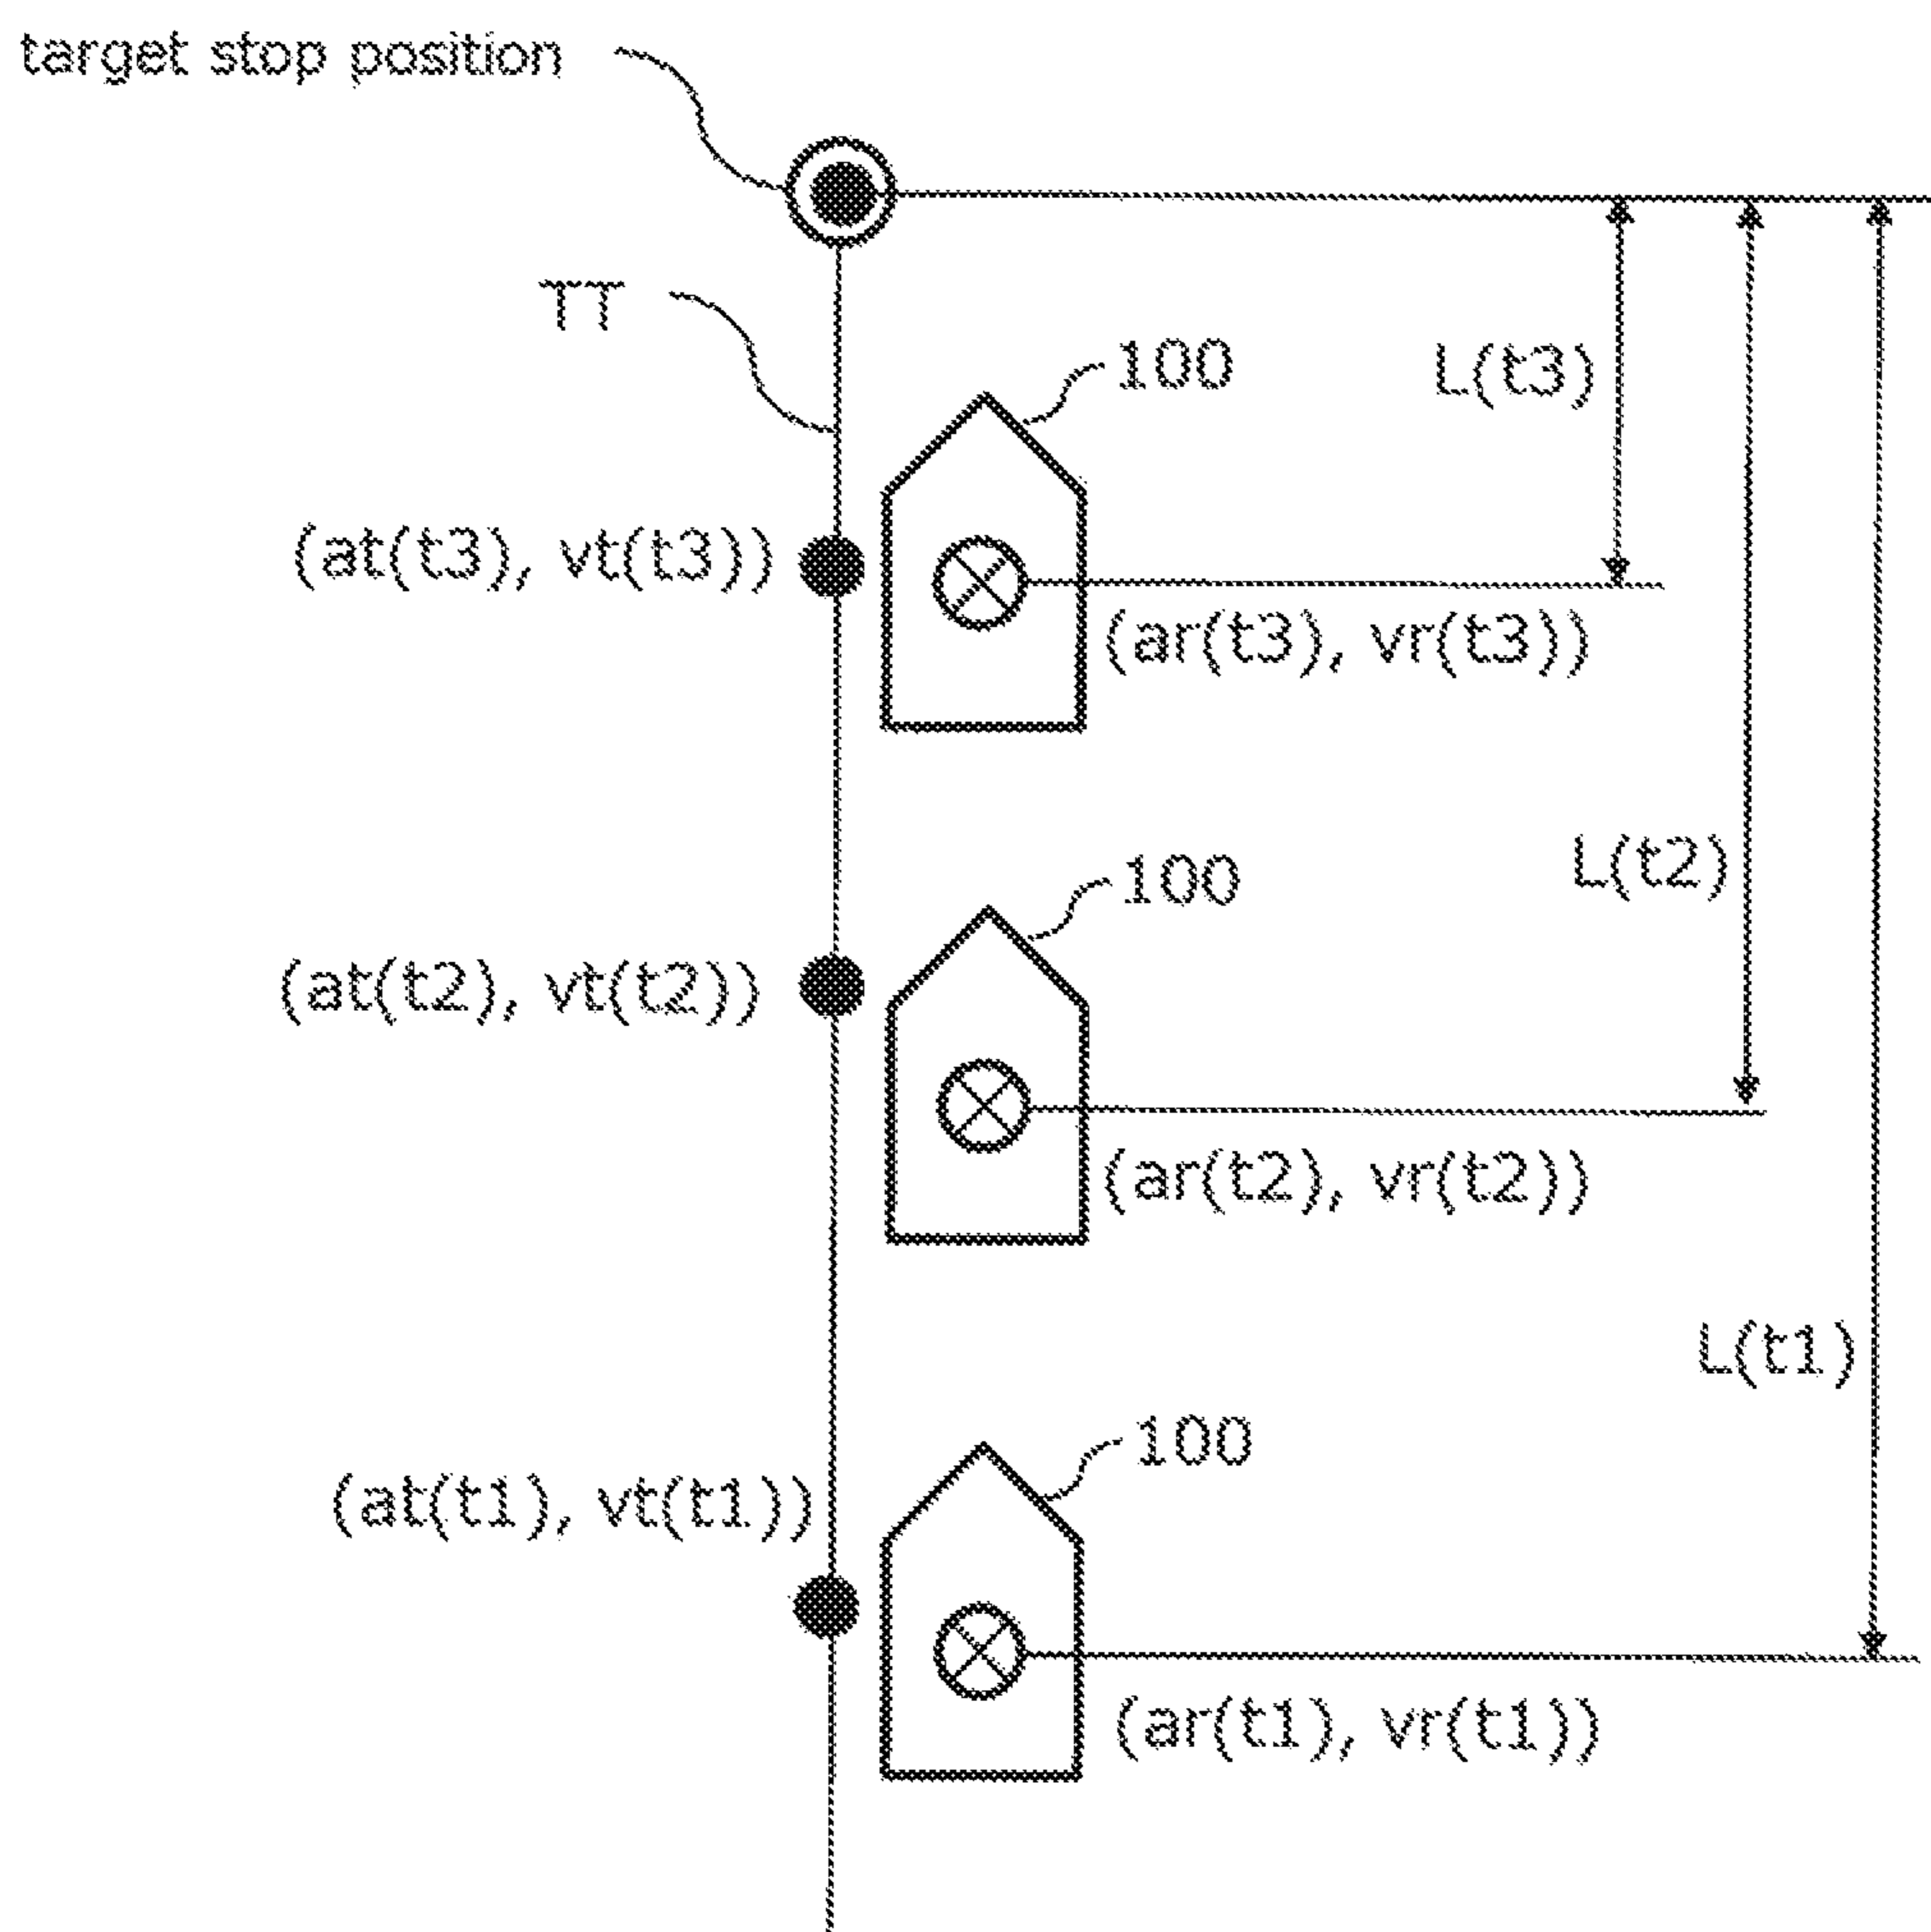 target stop position
TT
100
L(t3)
(at(t3), vt(t3))
(ar(t3), vr(t3))
L(t2)
100
(at(t2), vt(t2))
(ar(t2), vr(t2))
L(t1)
100
(at(t1), vt(t1))
(ar(t1), vr(t1))